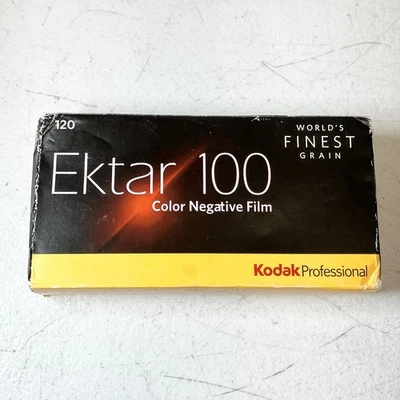 120
WORLD'S
FINEST
GRAIN
Ektar 100
Color Negative Film
Kodak Professional